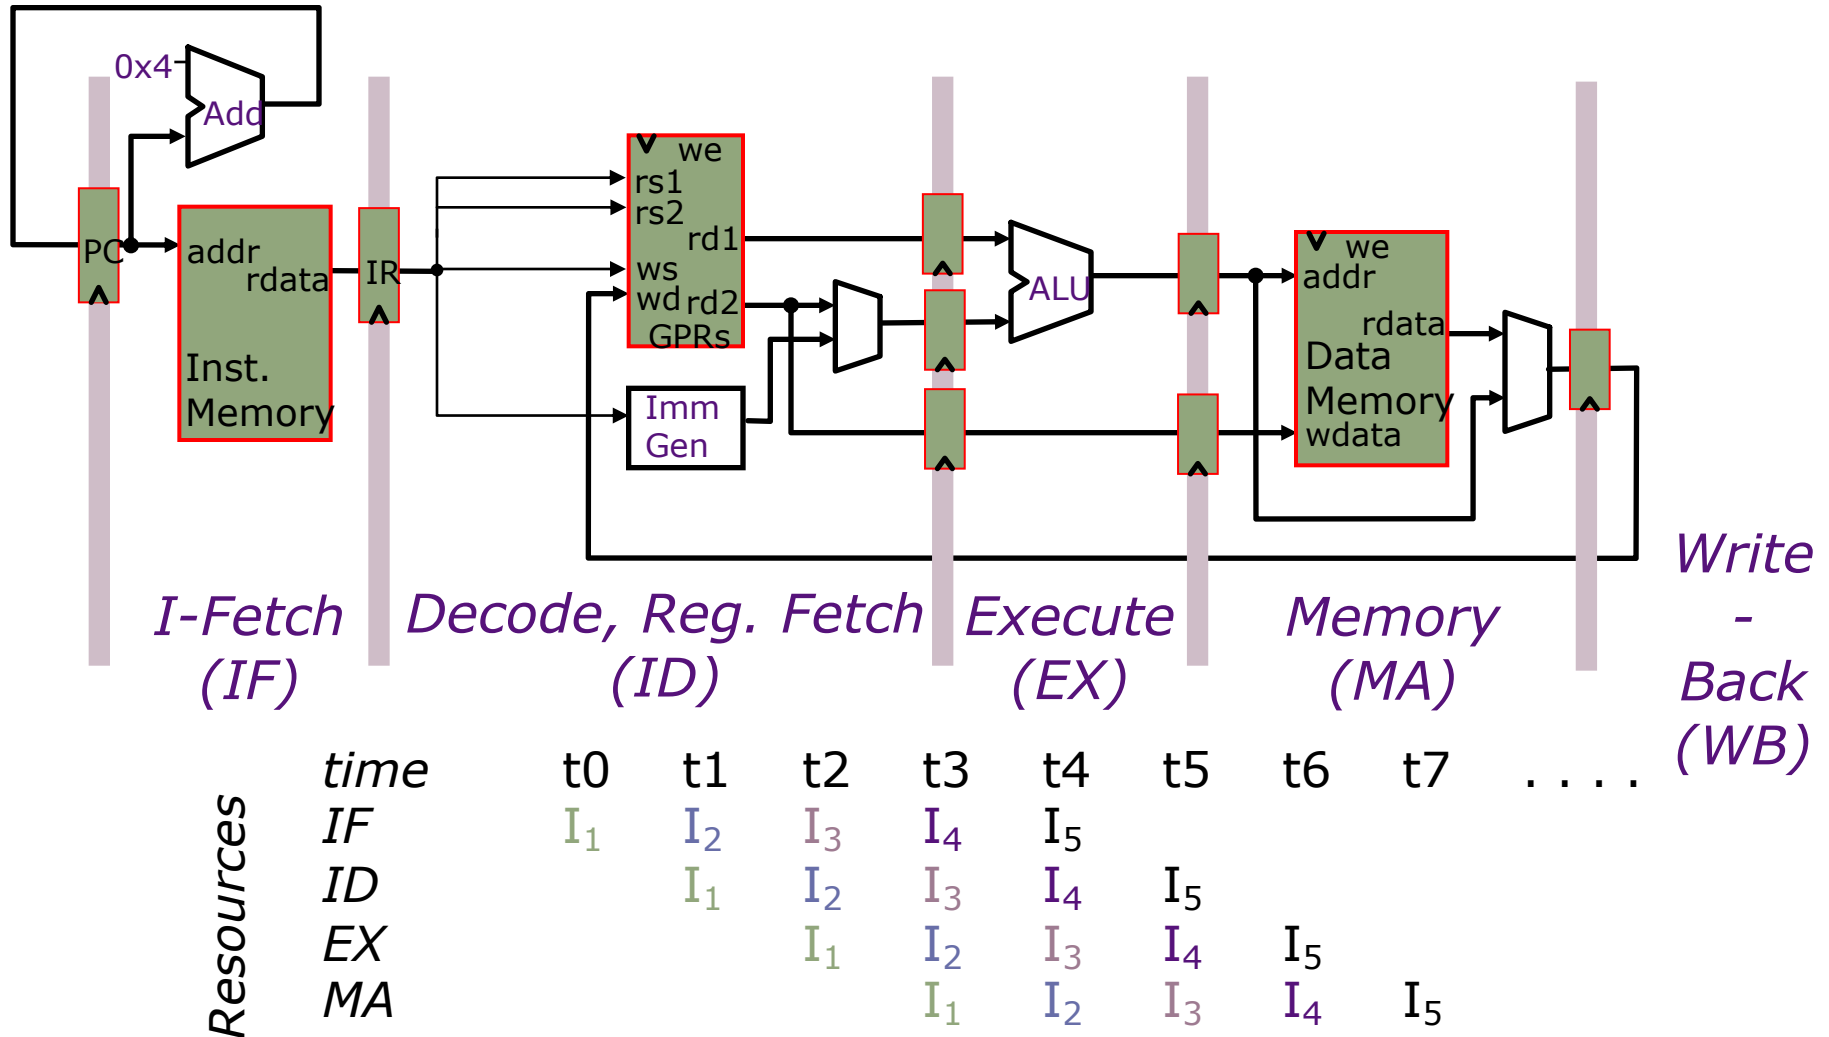 0x4
Add
PC
addr
rdata
Inst.
Memory
IR
we
rs1
rs2
rd1
ws
wd rd2
GPRs
Imm
Gen
ALU
we
addr
rdata
Data
Memory
wdata
I-Fetch
(IF)
Decode, Reg. Fetch
(ID)
Execute
(EX)
Memory
(MA)
Write
-
Back
(WB)
time t0 t1 t2 t3 t4 t5 t6 t7 . . . .
Resources
IF I₁ I₂ I₃ I₄ I₅
ID I₁ I₂ I₃ I₄ I₅
EX I₁ I₂ I₃ I₄ I₅
MA I₁ I₂ I₃ I₄ I₅